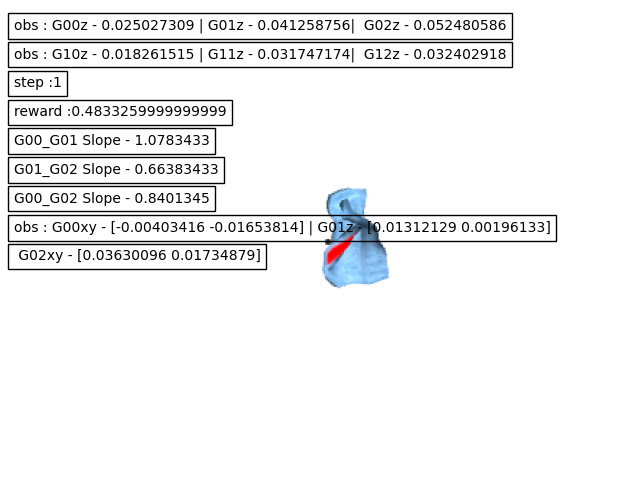 obs : G00z - 0.025027309 | G01z - 0.041258756| G02z - 0.052480586
obs : G10z - 0.018261515 | G11z - 0.031747174| G12z - 0.032402918
step :1
reward :0.4833259999999999
G00_G01 Slope - 1.0783433
G01_G02 Slope - 0.66383433
G00_G02 Slope - 0.8401345
obs : G00xy - [-0.00403416 -0.01653814] | G01z - [0.01312129 0.00196133]
G02xy - [0.03630096 0.01734879]